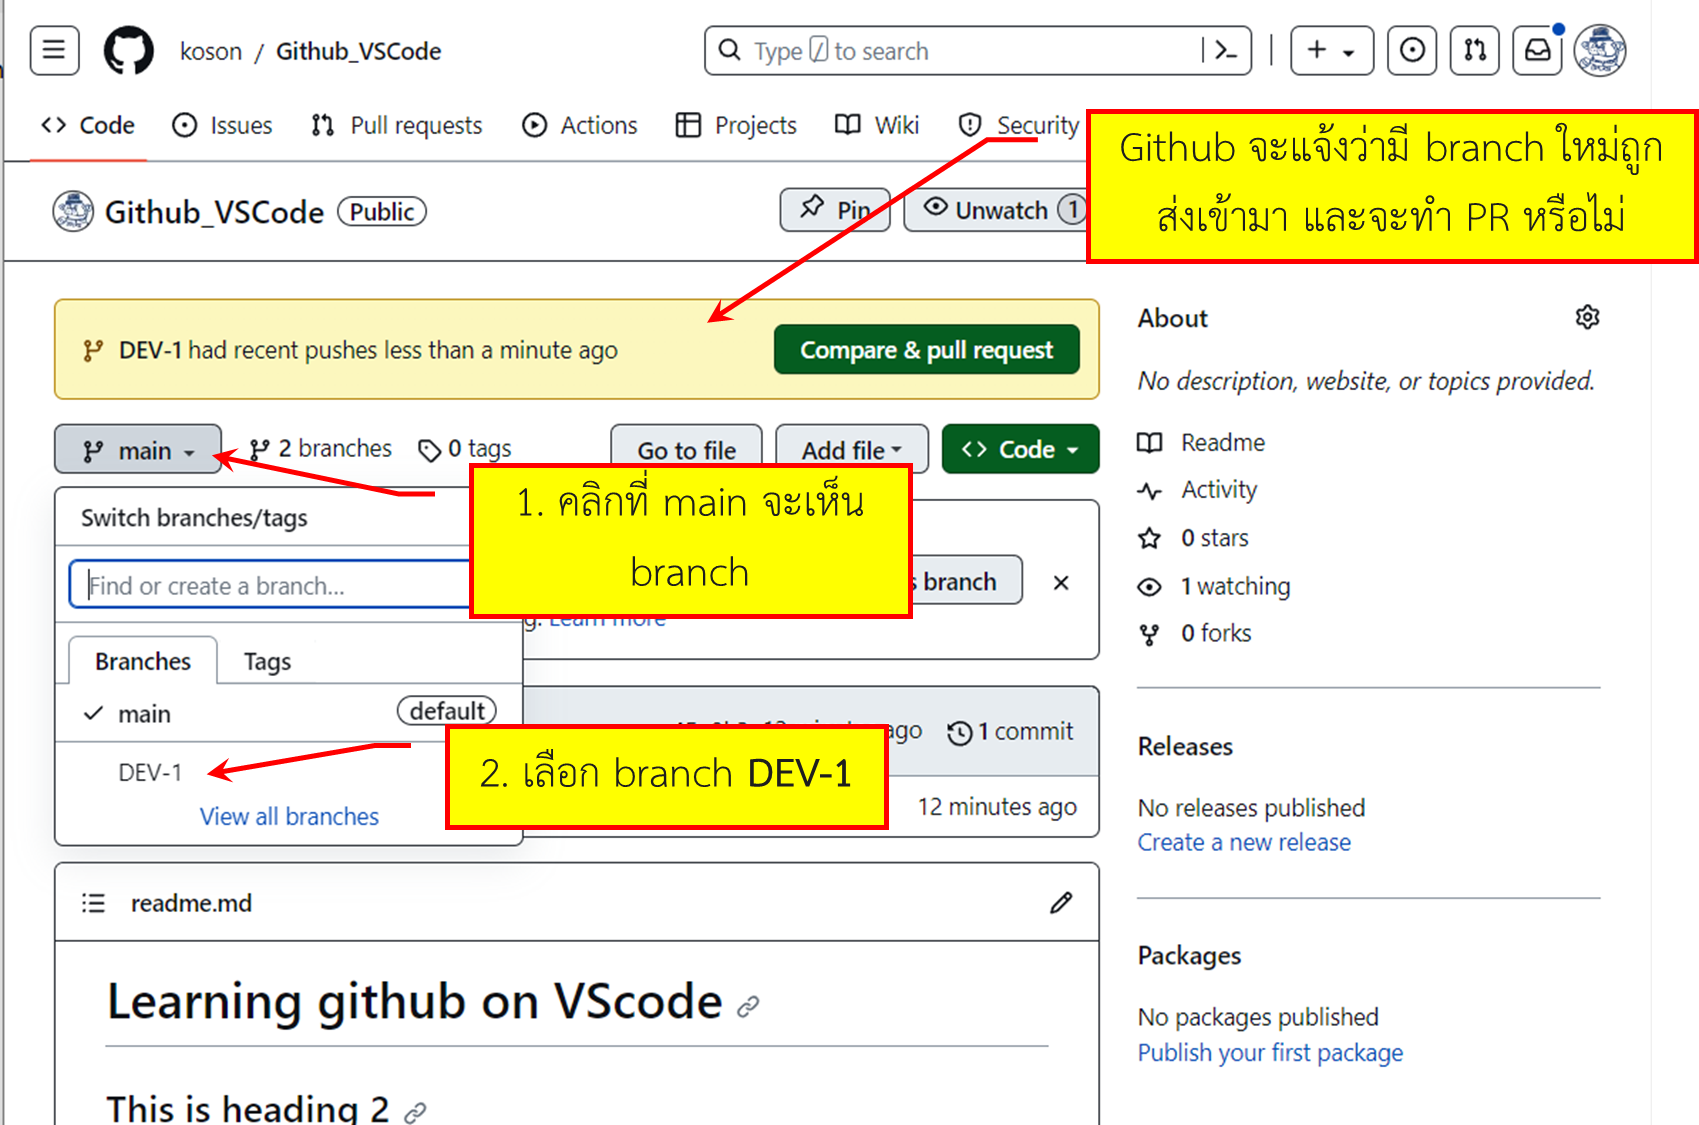 koson / Github_VSCode
Type / to search
Code Issues Pull requests Actions Projects Wiki Security
Github จะแจ้งว่ามี branch ใหม่ถูก
ส่งเข้ามา และจะทำ PR หรือไม่
Github_VSCode Public
Pin Unwatch 1
DEV-1 had recent pushes less than a minute ago
Compare & pull request
main 2 branches 0 tags
Go to file Add file Code
1. คลิกที่ main จะเห็น
branch
Switch branches/tags
Find or create a branch...
branch
Learn more
Branches Tags
main default
DEV-1
View all branches
2. เลือก branch DEV-1
ago 1 commit
12 minutes ago
readme.md
Learning github on VScode
This is heading 2
About
No description, website, or topics provided.
Readme
Activity
0 stars
1 watching
0 forks
Releases
No releases published
Create a new release
Packages
No packages published
Publish your first package